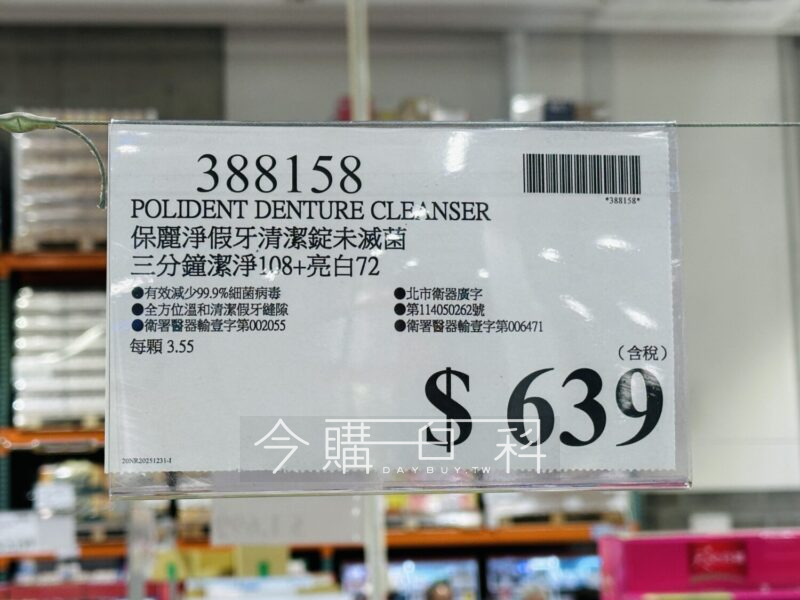 388158
*388158*
POLIDENT DENTURE CLEANSER
保麗淨假牙清潔錠未滅菌
三分鐘潔淨108+亮白72
●有效減少99.9%細菌病毒
●全方位溫和清潔假牙縫隙
●衛署醫器輸壹字第002055
●北市衛器廣字
●第114050262號
●衛署醫器輸壹字第006471
每顆 3.55
(含稅)
$ 639
20NR20251231-I
今購百科
DAYBUY.TW